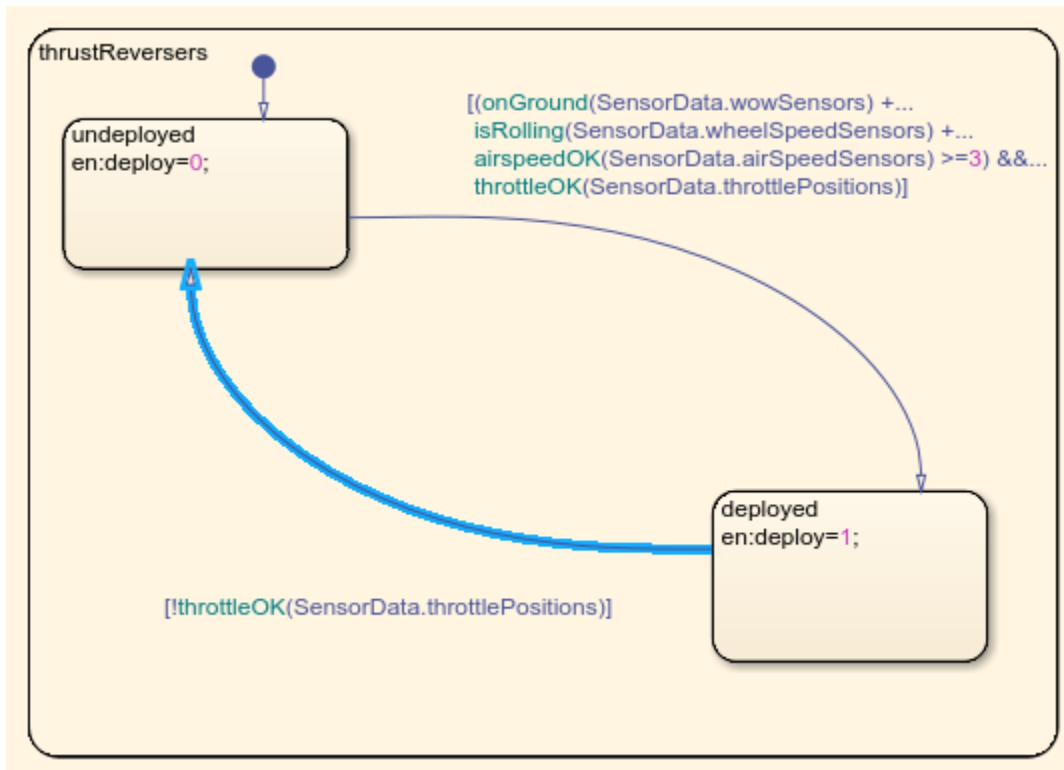 thrustReversers
undeployed
en:deploy=0;
[(onGround(SensorData.wowSensors) +...
isRolling(SensorData.wheelSpeedSensors) +...
airspeedOK(SensorData.airSpeedSensors) >=3) &&...
throttleOK(SensorData.throttlePositions)]
deployed
en:deploy=1;
[!throttleOK(SensorData.throttlePositions)]